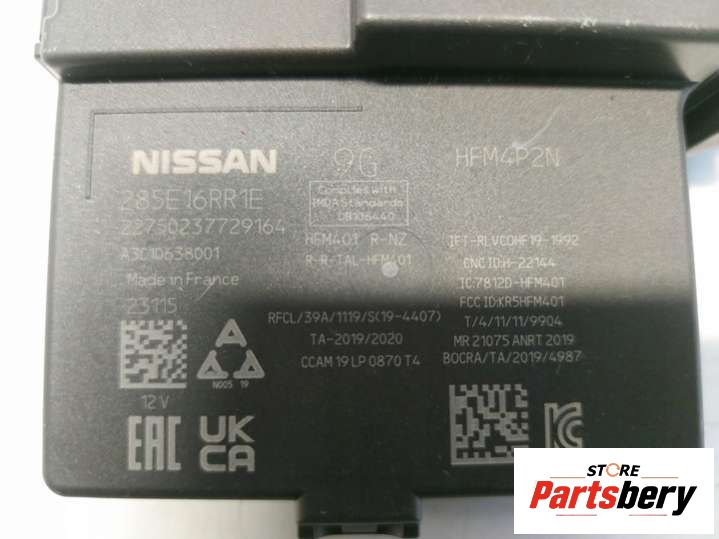 NISSAN
285E16RR1E
22750237729164
A3C10638001
Made in France
23115
12 V
EAC
UK
CA
9G
Complies with
IMDA Standards
DB106440
HFM401 R-NZ
R-R-TAL-HFM401
RFCL/39A/1119/S(19-4407)
TA-2019/2020
CCAM 19 LP 0870 T4
A
N005 19
HFM4P2N
IFT-RLVCOHF19-1992
CNC ID:H-22144
IC:7812D-HFM401
FCC ID:KR5HFM401
T/4/11/11/9904
MR 21075 ANRT 2019
BOCRA/TA/2019/4987
STORE
Partsbery